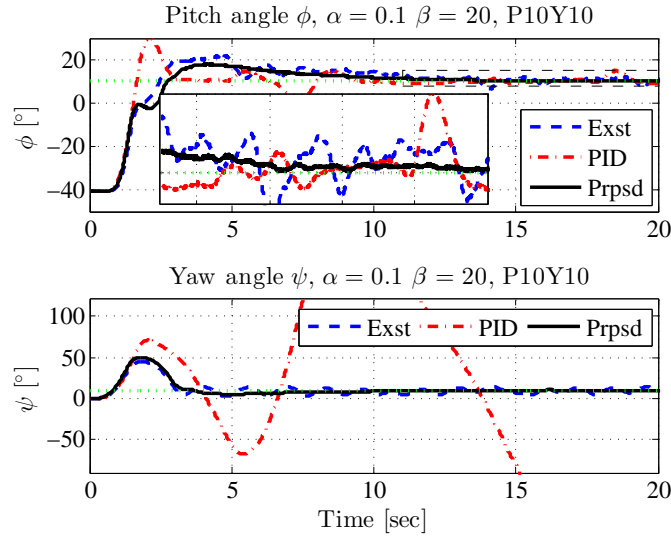 Pitch angle ϕ, α = 0.1 β = 20, P10Y10
20
0
−20
−40
ϕ [°]
Exst
PID
Prpsd
0 5 10 15 20
Yaw angle ψ, α = 0.1 β = 20, P10Y10
100
50
0
−50
ψ [°]
Exst PID Prpsd
0 5 10 15 20
Time [sec]